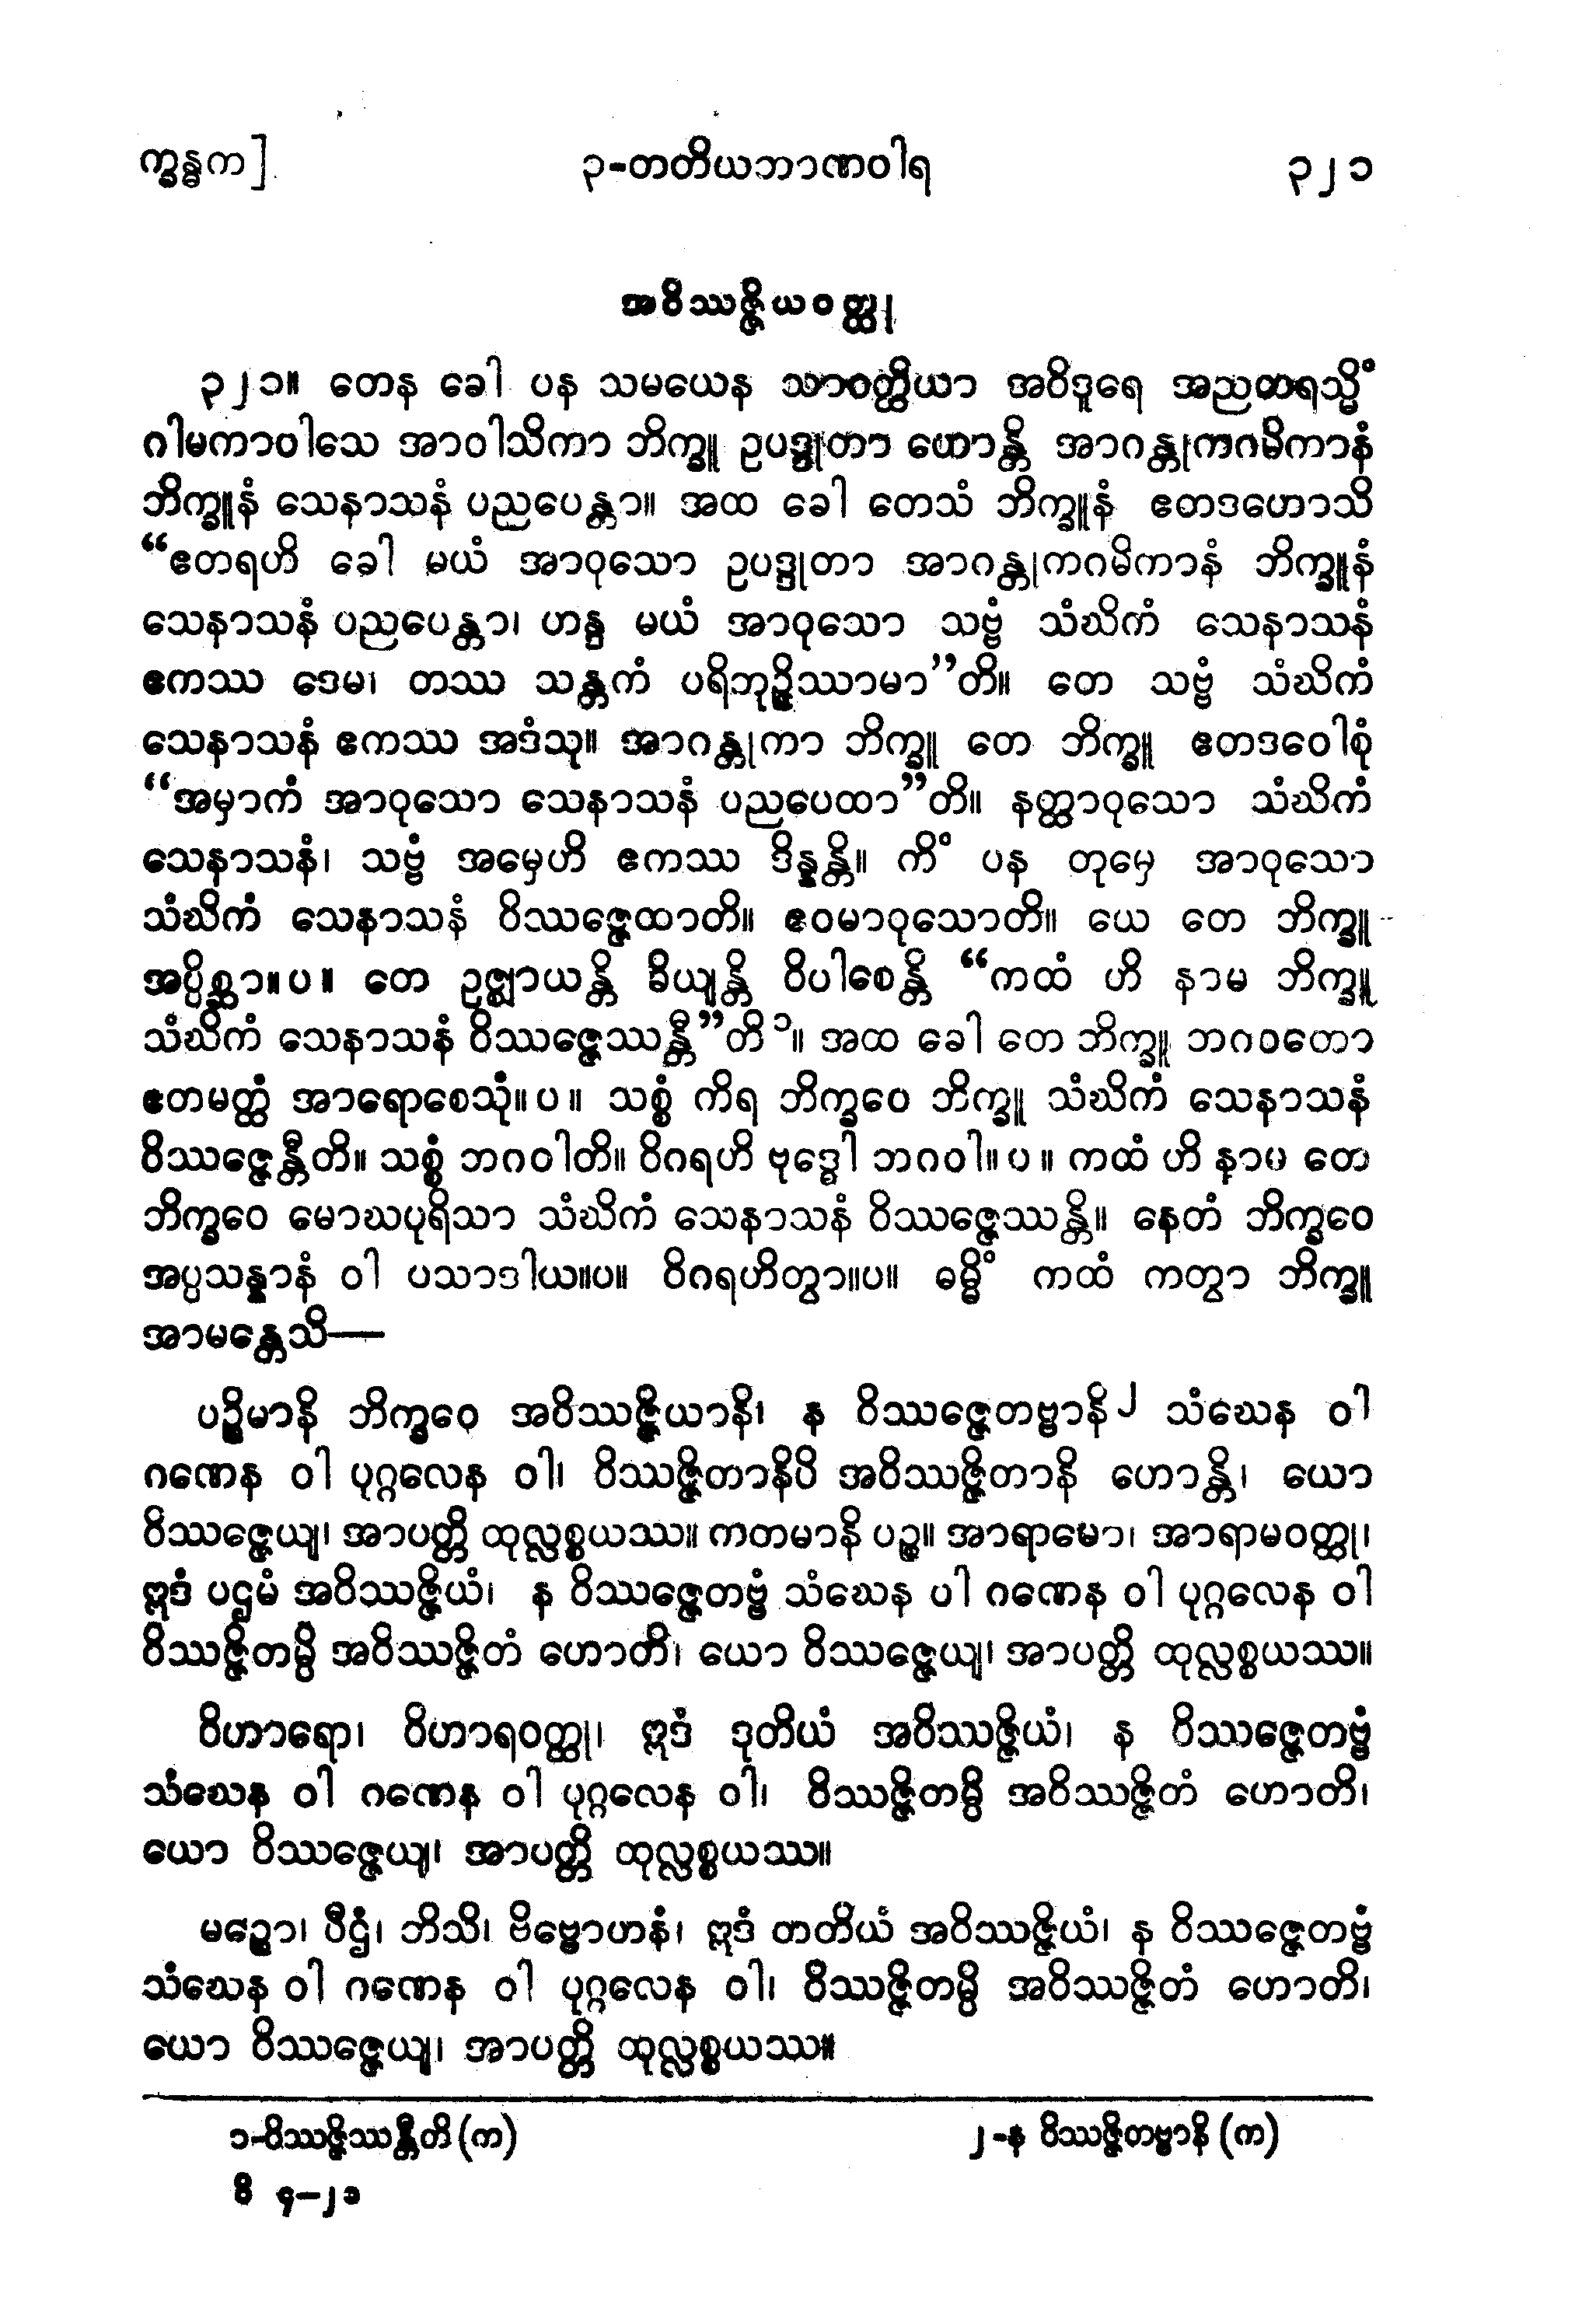 က္ခန္ဓက]
၃-တတိယဘာဏဝါရ
၃၂၁
အဝိဿဇ္ဇိယဝတ္ထု
၃၂၁။ တေန ခေါ ပန သမယေန သာဝတ္ထိယာ အဝိဒူရေ အညတရသ္မိံ
ဂါမကာဝါသေ အာဝါသိကာ ဘိက္ခူ ဥပဒ္ဒုတာ ဟောန္တိ အာဂန္တုကဂမိကာနံ
ဘိက္ခူနံ သေနာသနံ ပညပေန္တာ။ အထ ခေါ တေသံ ဘိက္ခူနံ ဧတဒဟောသိ
“ဧတရဟိ ခေါ မယံ အာဝုသော ဥပဒ္ဒုတာ အာဂန္တုကဂမိကာနံ ဘိက္ခူနံ
သေနာသနံ ပညပေန္တာ၊ ဟန္ဒ မယံ အာဝုသော သဗ္ဗံ သံဃိကံ သေနာသနံ
ဧကဿ ဒေမ၊ တဿ သန္တကံ ပရိဘုဉ္ဇိဿာမာ”တိ။ တေ သဗ္ဗံ သံဃိကံ
သေနာသနံ ဧကဿ အဒံသု။ အာဂန္တုကာ ဘိက္ခူ တေ ဘိက္ခူ ဧတဒဝေါစုံ
“အမှာကံ အာဝုသော သေနာသနံ ပညပေထာ”တိ။ နတ္ထာဝုသော သံဃိကံ
သေနာသနံ၊ သဗ္ဗံ အမှေဟိ ဧကဿ ဒိန္နန္တိ။ ကိံ ပန တုမှေ အာဝုသော
သံဃိကံ သေနာသနံ ဝိဿဇ္ဇေထာတိ။ ဧဝမာဝုသောတိ။ ယေ တေ ဘိက္ခူ
အပ္ပိစ္ဆာ။ပ။ တေ ဥဇ္ဈာယန္တိ ခိယျန္တိ ဝိပါစေန္တိ “ကထံ ဟိ နာမ ဘိက္ခူ
သံဃိကံ သေနာသနံ ဝိဿဇ္ဇေဿန္တီ”တိ၁။ အထ ခေါ တေ ဘိက္ခူ ဘဂဝတော
ဧတမတ္ထံ အာရောစေသုံ။ပ။ သစ္စံ ကိရ ဘိက္ခဝေ ဘိက္ခူ သံဃိကံ သေနာသနံ
ဝိဿဇ္ဇေန္တီတိ။ သစ္စံ ဘဂဝါတိ။ ဝိဂရဟိ ဗုဒ္ဓေါ ဘဂဝါ။ပ။ ကထံ ဟိ နာမ တေ
ဘိက္ခဝေ မောဃပုရိသာ သံဃိကံ သေနာသနံ ဝိဿဇ္ဇေဿန္တိ။ နေတံ ဘိက္ခဝေ
အပ္ပသန္နာနံ ဝါ ပသာဒါယ။ပ။ ဝိဂရဟိတွာ။ပ။ ဓမ္မိံ ကထံ ကတွာ ဘိက္ခူ
အာမန္တေသိ—
ပဉ္စိမာနိ ဘိက္ခဝေ အဝိဿဇ္ဇိယာနိ၊ န ဝိဿဇ္ဇေတဗ္ဗာနိ၂ သံဃေန ဝါ
ဂဏေန ဝါ ပုဂ္ဂလေန ဝါ၊ ဝိဿဇ္ဇိတာနိပိ အဝိဿဇ္ဇိတာနိ ဟောန္တိ၊ ယော
ဝိဿဇ္ဇေယျ၊ အာပတ္တိ ထုလ္လစ္စယဿ။ ကတမာနိ ပဉ္စ။ အာရာမော၊ အာရာမဝတ္ထု၊
ဣဒံ ပဌမံ အဝိဿဇ္ဇိယံ၊ န ဝိဿဇ္ဇေတဗ္ဗံ သံဃေန ဝါ ဂဏေန ဝါ ပုဂ္ဂလေန ဝါ
ဝိဿဇ္ဇိတမ္ပိ အဝိဿဇ္ဇိတံ ဟောတိ၊ ယော ဝိဿဇ္ဇေယျ၊ အာပတ္တိ ထုလ္လစ္စယဿ။
ဝိဟာရော၊ ဝိဟာရဝတ္ထု၊ ဣဒံ ဒုတိယံ အဝိဿဇ္ဇိယံ၊ န ဝိဿဇ္ဇေတဗ္ဗံ
သံဃေန ဝါ ဂဏေန ဝါ ပုဂ္ဂလေန ဝါ၊ ဝိဿဇ္ဇိတမ္ပိ အဝိဿဇ္ဇိတံ ဟောတိ၊
ယော ဝိဿဇ္ဇေယျ၊ အာပတ္တိ ထုလ္လစ္စယဿ။
မဉ္စော၊ ပီဌံ၊ ဘိသိ၊ ဗိဗ္ဗောဟနံ၊ ဣဒံ တတိယံ အဝိဿဇ္ဇိယံ၊ န ဝိဿဇ္ဇေတဗ္ဗံ
သံဃေန ဝါ ဂဏေန ဝါ ပုဂ္ဂလေန ဝါ၊ ဝိဿဇ္ဇိတမ္ပိ အဝိဿဇ္ဇိတံ ဟောတိ၊
ယော ဝိဿဇ္ဇေယျ၊ အာပတ္တိ ထုလ္လစ္စယဿ။
၁-ဝိဿဇ္ဇိဿန္တီတိ (က)
၂-န ဝိဿဇ္ဇိတဗ္ဗာနိ (က)
ဝိ ၄-၂၁